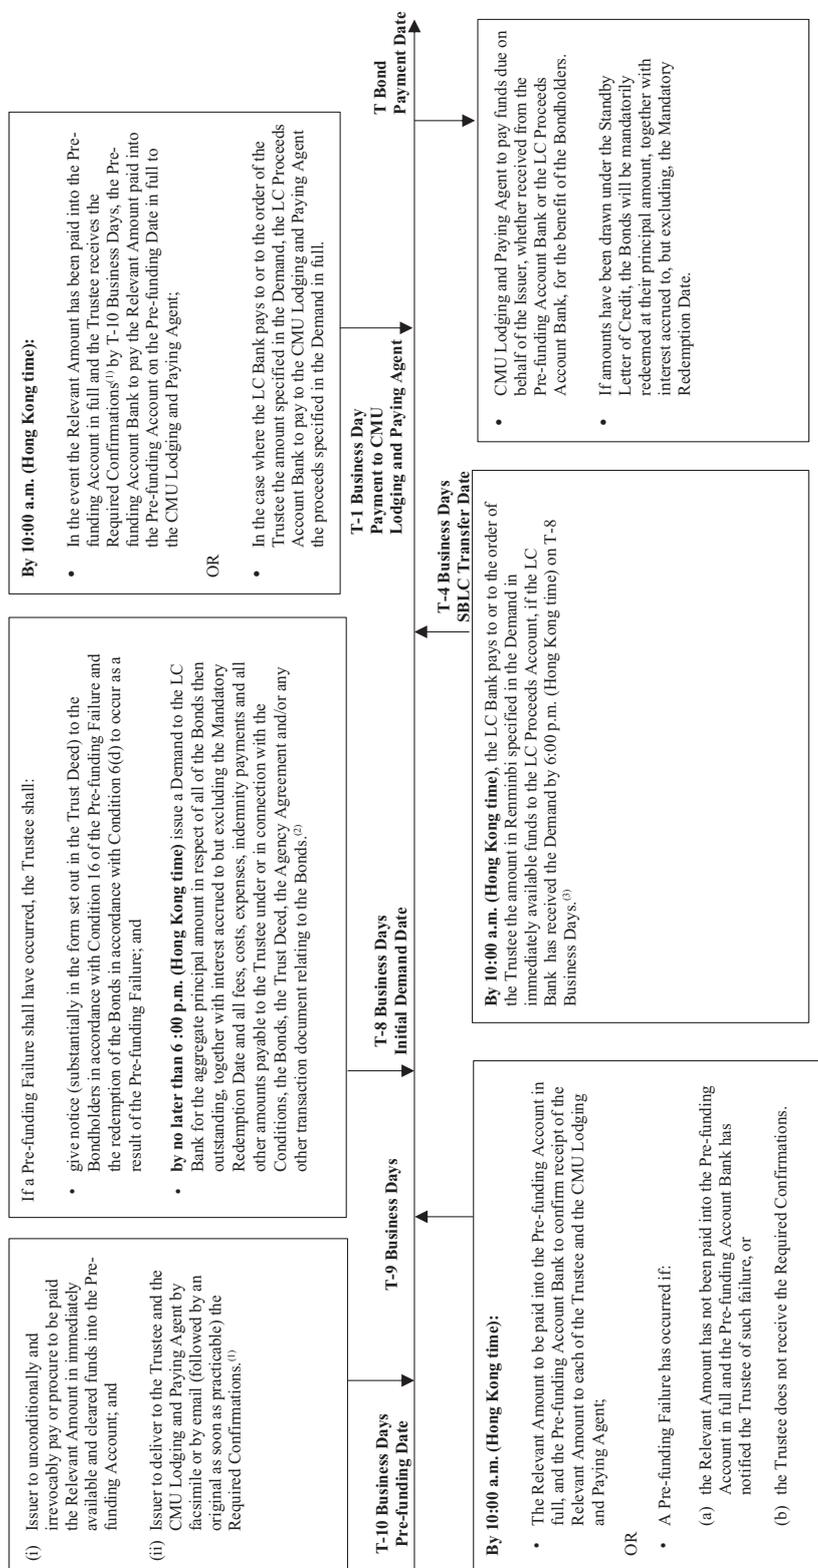 (i) Issuer to unconditionally and
irrevocably pay or procure to be paid
the Relevant Amount in immediately
available and cleared funds into the Pre-
funding Account; and
(ii) Issuer to deliver to the Trustee and the
CMU Lodging and Paying Agent by
facsimile or by email (followed by an
original as soon as practicable) the
Required Confirmations.(1)
T-10 Business Days
Pre-funding Date
By 10:00 a.m. (Hong Kong time):
• The Relevant Amount to be paid into the Pre-funding Account in
full, and the Pre-funding Account Bank to confirm receipt of the
Relevant Amount to each of the Trustee and the CMU Lodging
and Paying Agent;
OR
• A Pre-funding Failure has occurred if:
(a) the Relevant Amount has not been paid into the Pre-funding
Account in full and the Pre-funding Account Bank has
notified the Trustee of such failure, or
(b) the Trustee does not receive the Required Confirmations.
T-9 Business Days
If a Pre-funding Failure shall have occurred, the Trustee shall:
• give notice (substantially in the form set out in the Trust Deed) to the
Bondholders in accordance with Condition 16 of the Pre-funding Failure and
the redemption of the Bonds in accordance with Condition 6(d) to occur as a
result of the Pre-funding Failure; and
• by no later than 6 :00 p.m. (Hong Kong time) issue a Demand to the LC
Bank for the aggregate principal amount in respect of all of the Bonds then
outstanding, together with interest accrued to but excluding the Mandatory
Redemption Date and all fees, costs, expenses, indemnity payments and all
other amounts payable to the Trustee under or in connection with the
Conditions, the Bonds, the Trust Deed, the Agency Agreement and/or any
other transaction document relating to the Bonds.(2)
T-8 Business Days
Initial Demand Date
By 10:00 a.m. (Hong Kong time), the LC Bank pays to or to the order of
the Trustee the amount in Renminbi specified in the Demand in
immediately available funds to the LC Proceeds Account, if the LC
Bank has received the Demand by 6:00 p.m. (Hong Kong time) on T-8
Business Days.(3)
T-4 Business Days
SBLC Transfer Date
By 10:00 a.m. (Hong Kong time):
• In the event the Relevant Amount has been paid into the Pre-
funding Account in full and the Trustee receives the
Required Confirmations(1) by T-10 Business Days, the Pre-
funding Account Bank to pay the Relevant Amount paid into
the Pre-funding Account on the Pre-funding Date in full to
the CMU Lodging and Paying Agent;
OR
• In the case where the LC Bank pays to or to the order of the
Trustee the amount specified in the Demand, the LC Proceeds
Account Bank to pay to the CMU Lodging and Paying Agent
the proceeds specified in the Demand in full.
T-1 Business Day
Payment to CMU
Lodging and Paying Agent
T Bond
Payment Date
• CMU Lodging and Paying Agent to pay funds due on
behalf of the Issuer, whether received from the
Pre-funding Account Bank or the LC Proceeds
Account Bank, for the benefit of the Bondholders.
• If amounts have been drawn under the Standby
Letter of Credit, the Bonds will be mandatorily
redeemed at their principal amount, together with
interest accrued to, but excluding, the Mandatory
Redemption Date.